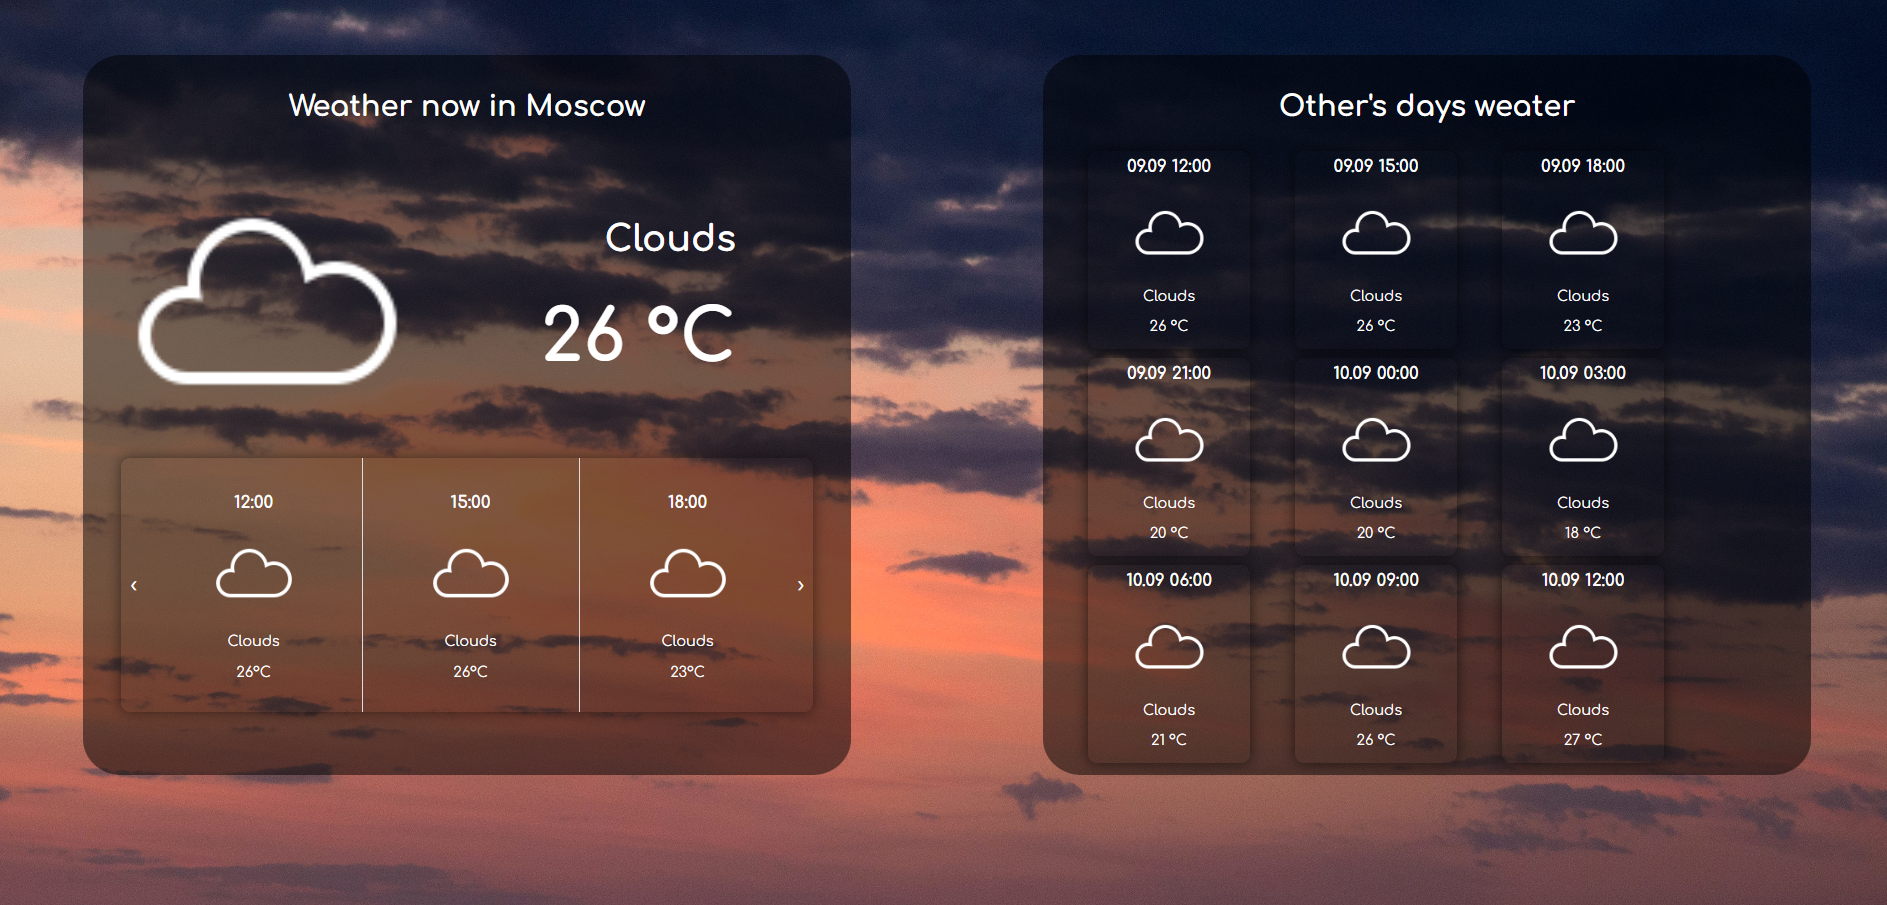 Weather now in Moscow
Clouds
26 °C
‹
12:00
Clouds
26°C
15:00
Clouds
26°C
18:00
Clouds
23°C
›
Other's days weater
09.09 12:00
Clouds
26 °C
09.09 15:00
Clouds
26 °C
09.09 18:00
Clouds
23 °C
09.09 21:00
Clouds
20 °C
10.09 00:00
Clouds
20 °C
10.09 03:00
Clouds
18 °C
10.09 06:00
Clouds
21 °C
10.09 09:00
Clouds
26 °C
10.09 12:00
Clouds
27 °C